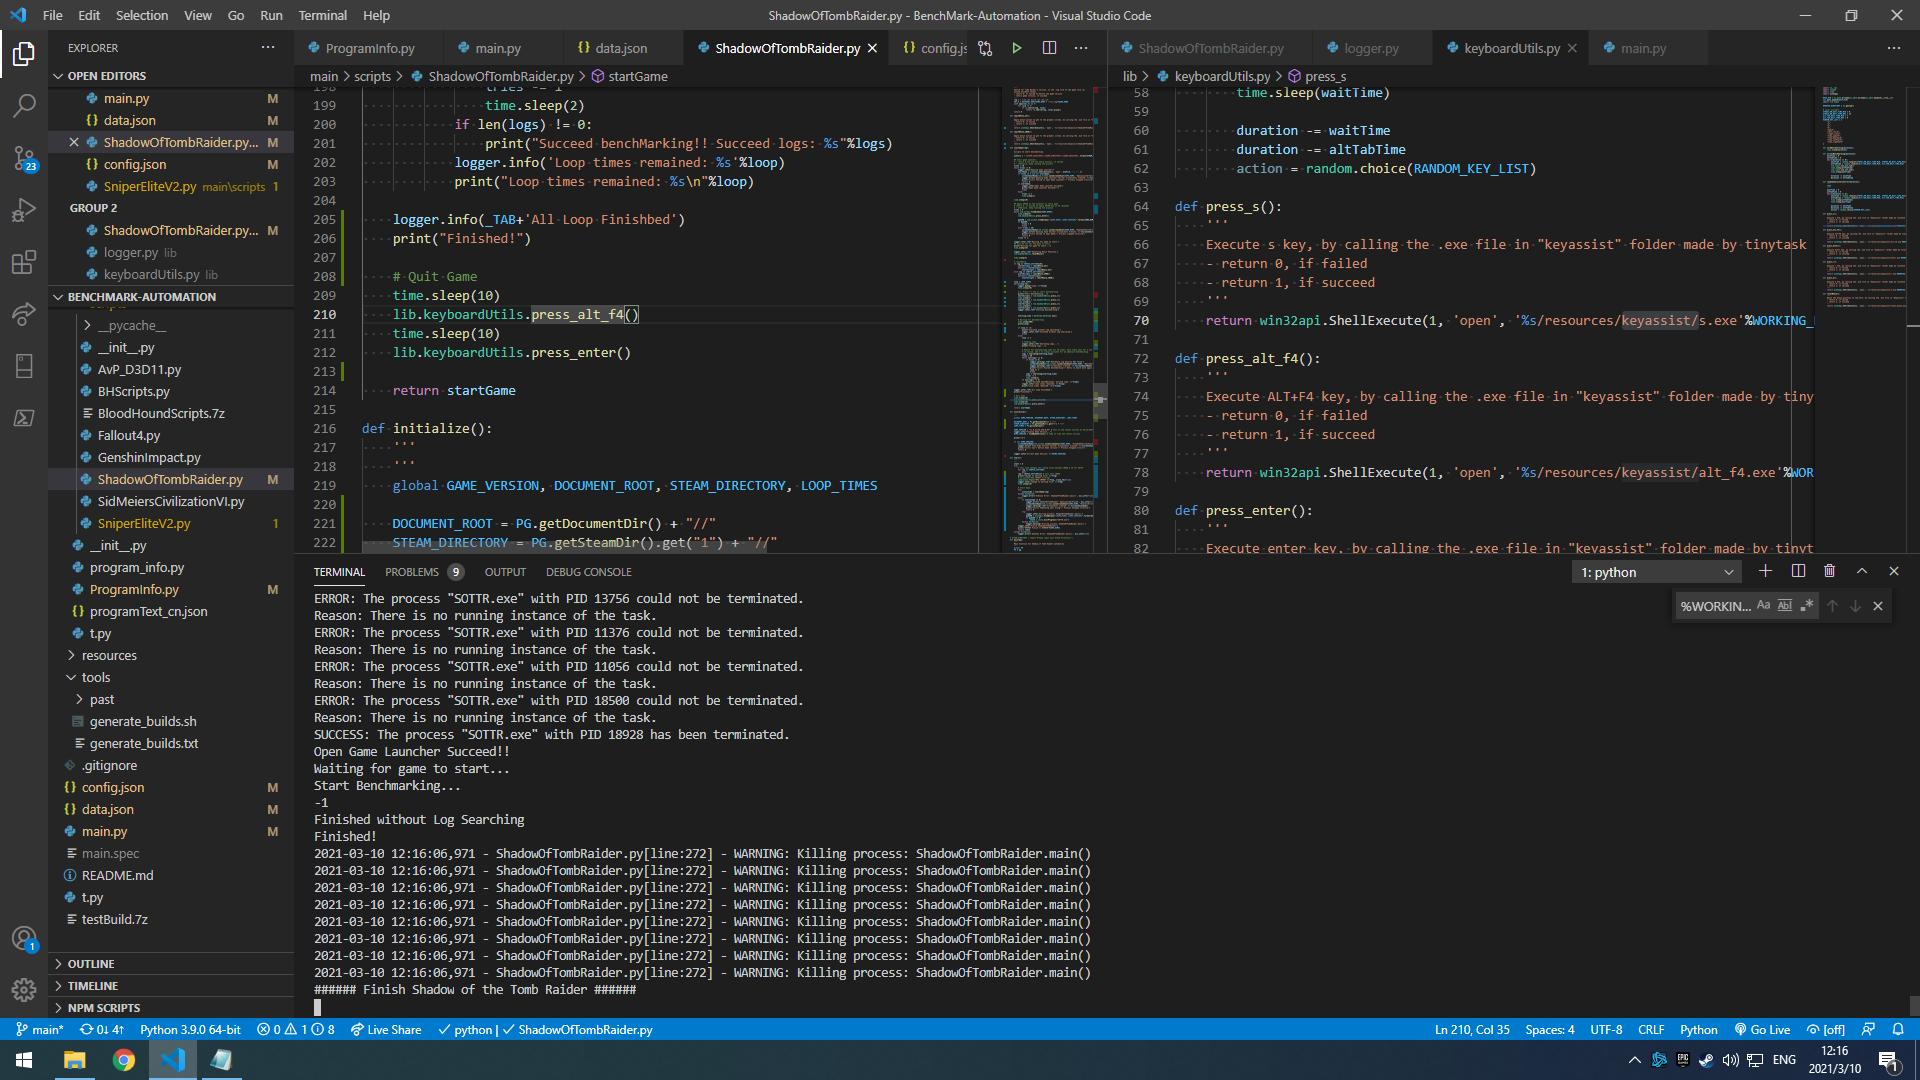 File Edit Selection View Go Run Terminal Help
ShadowOfTombRaider.py - BenchMark-Automation - Visual Studio Code
EXPLORER
OPEN EDITORS
main.py M
data.json M
ShadowOfTombRaider.py... M
config.json M
SniperEliteV2.py main\scripts 1
GROUP 2
ShadowOfTombRaider.py... M
logger.py lib
keyboardUtils.py lib
BENCHMARK-AUTOMATION
__pycache__
__init__.py
AvP_D3D11.py
BHScripts.py
BloodHoundScripts.7z
Fallout4.py
GenshinImpact.py
ShadowOfTombRaider.py M
SidMeiersCivilizationVI.py
SniperEliteV2.py 1
__init__.py
program_info.py
ProgramInfo.py M
programText_cn.json
t.py
resources
tools
past
generate_builds.sh
generate_builds.txt
.gitignore
config.json M
data.json M
main.py M
main.spec
README.md
t.py
testBuild.7z
OUTLINE
TIMELINE
NPM SCRIPTS
23
1
ProgramInfo.py main.py data.json ShadowOfTombRaider.py config.js
main > scripts > ShadowOfTombRaider.py > startGame
198 tries -= 1
199 time.sleep(2)
200 if len(logs) != 0:
201 print("Succeed benchMarking!! Succeed logs: %s"%logs)
202 logger.info('Loop times remained: %s'%loop)
203 print("Loop times remained: %s\n"%loop)
204
205 logger.info(_TAB+'All Loop Finishbed')
206 print("Finished!")
207
208 # Quit Game
209 time.sleep(10)
210 lib.keyboardUtils.press_alt_f4()
211 time.sleep(10)
212 lib.keyboardUtils.press_enter()
213
214 return startGame
215
216 def initialize():
217 '''
218 '''
219 global GAME_VERSION, DOCUMENT_ROOT, STEAM_DIRECTORY, LOOP_TIMES
220
221 DOCUMENT_ROOT = PG.getDocumentDir() + "//"
222 STEAM_DIRECTORY = PG.getSteamDir().get("1") + "//"
ShadowOfTombRaider.py logger.py keyboardUtils.py main.py
lib > keyboardUtils.py > press_s
58 time.sleep(waitTime)
59
60 duration -= waitTime
61 duration -= altTabTime
62 action = random.choice(RANDOM_KEY_LIST)
63
64 def press_s():
65 '''
66 Execute s key, by calling the .exe file in "keyassist" folder made by tinytask
67 - return 0, if failed
68 - return 1, if succeed
69 '''
70 return win32api.ShellExecute(1, 'open', '%s/resources/keyassist/s.exe'%WORKING_
71
72 def press_alt_f4():
73 '''
74 Execute ALT+F4 key, by calling the .exe file in "keyassist" folder made by tiny
75 - return 0, if failed
76 - return 1, if succeed
77 '''
78 return win32api.ShellExecute(1, 'open', '%s/resources/keyassist/alt_f4.exe'%WOR
79
80 def press_enter():
81 '''
82 Execute enter key, by calling the .exe file in "keyassist" folder made by tinyt
TERMINAL PROBLEMS 9 OUTPUT DEBUG CONSOLE
1: python
%WORKIN... Aa Abl .*
ERROR: The process "SOTTR.exe" with PID 13756 could not be terminated.
Reason: There is no running instance of the task.
ERROR: The process "SOTTR.exe" with PID 11376 could not be terminated.
Reason: There is no running instance of the task.
ERROR: The process "SOTTR.exe" with PID 11056 could not be terminated.
Reason: There is no running instance of the task.
ERROR: The process "SOTTR.exe" with PID 18500 could not be terminated.
Reason: There is no running instance of the task.
SUCCESS: The process "SOTTR.exe" with PID 18928 has been terminated.
Open Game Launcher Succeed!!
Waiting for game to start...
Start Benchmarking...
-1
Finished without Log Searching
Finished!
2021-03-10 12:16:06,971 - ShadowOfTombRaider.py[line:272] - WARNING: Killing process: ShadowOfTombRaider.main()
2021-03-10 12:16:06,971 - ShadowOfTombRaider.py[line:272] - WARNING: Killing process: ShadowOfTombRaider.main()
2021-03-10 12:16:06,971 - ShadowOfTombRaider.py[line:272] - WARNING: Killing process: ShadowOfTombRaider.main()
2021-03-10 12:16:06,971 - ShadowOfTombRaider.py[line:272] - WARNING: Killing process: ShadowOfTombRaider.main()
2021-03-10 12:16:06,971 - ShadowOfTombRaider.py[line:272] - WARNING: Killing process: ShadowOfTombRaider.main()
2021-03-10 12:16:06,971 - ShadowOfTombRaider.py[line:272] - WARNING: Killing process: ShadowOfTombRaider.main()
2021-03-10 12:16:06,971 - ShadowOfTombRaider.py[line:272] - WARNING: Killing process: ShadowOfTombRaider.main()
2021-03-10 12:16:06,971 - ShadowOfTombRaider.py[line:272] - WARNING: Killing process: ShadowOfTombRaider.main()
###### Finish Shadow of the Tomb Raider ######
main* 0↓ 4↑ Python 3.9.0 64-bit 0 1 8 Live Share python | ShadowOfTombRaider.py
Ln 210, Col 35 Spaces: 4 UTF-8 CRLF Python Go Live [off]
EPIC ENG 12:16
2021/3/10 1